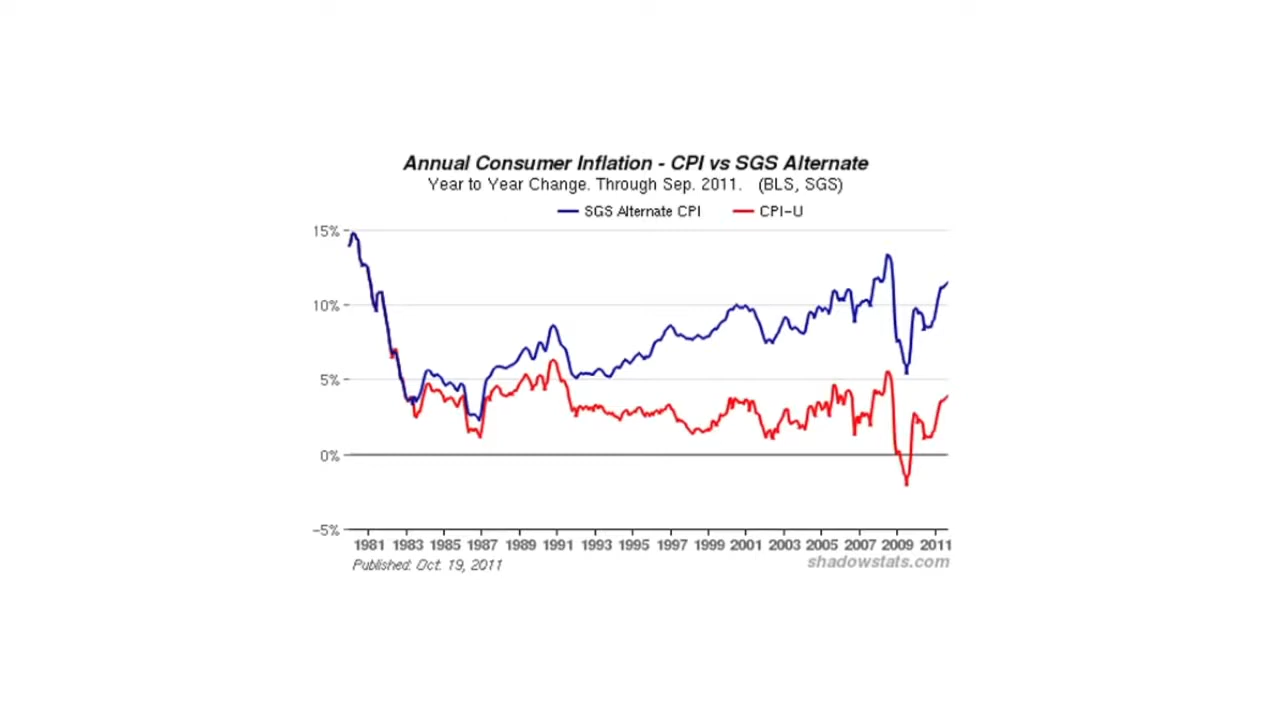 Annual Consumer Inflation - CPI vs SGS Alternate
Year to Year Change. Through Sep. 2011. (BLS, SGS)
SGS Alternate CPI CPI-U
15%
10%
5%
0%
-5%
1981 1983 1985 1987 1989 1991 1993 1995 1997 1999 2001 2003 2005 2007 2009 2011
Published: Oct. 19, 2011 shadowstats.com